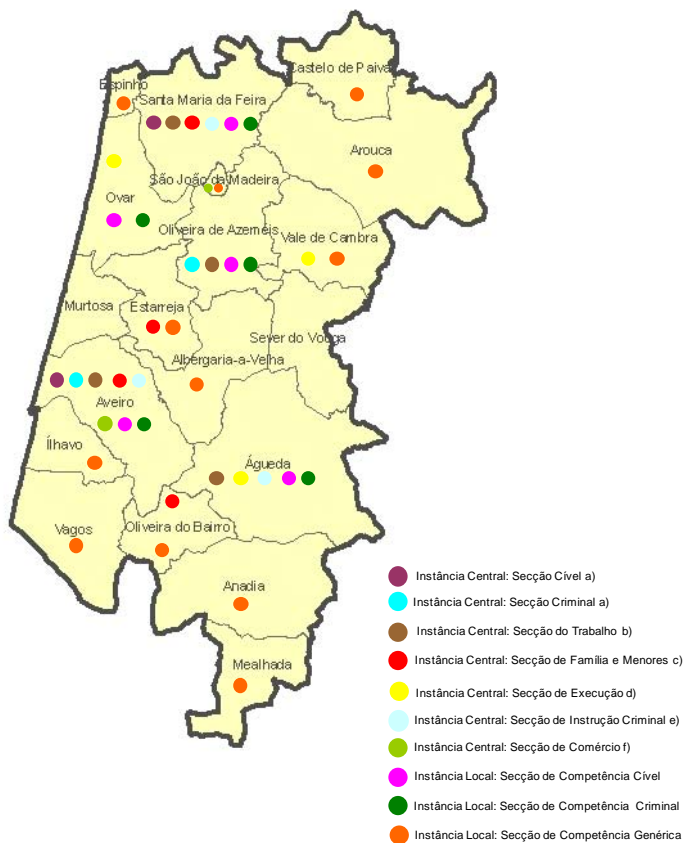 Castelo de Paiva
Espinho
Santa Maria da Feira
Arouca
São João da Madeira
Ovar
Oliveira de Azeméis
Vale de Cambra
Murtosa
Estarreja
Sever do Vouga
Albergaria-a-Velha
Aveiro
Ílhavo
Águeda
Vagos
Oliveira do Bairro
Anadia
Mealhada
Instância Central: Secção Cível a)
Instância Central: Secção Criminal a)
Instância Central: Secção do Trabalho b)
Instância Central: Secção de Família e Menores c)
Instância Central: Secção de Execução d)
Instância Central: Secção de Instrução Criminal e)
Instância Central: Secção de Comércio f)
Instância Local: Secção de Competência Cível
Instância Local: Secção de Competência Criminal
Instância Local: Secção de Competência Genérica